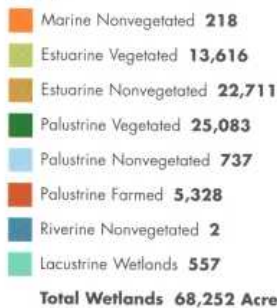 Marine Nonvegetated 218
Estuarine Vegetated 13,616
Estuarine Nonvegetated 22,711
Palustrine Vegetated 25,083
Palustrine Nonvegetated 737
Palustrine Farmed 5,328
Riverine Nonvegetated 2
Lacustrine Wetlands 557
Total Wetlands 68,252 Acre